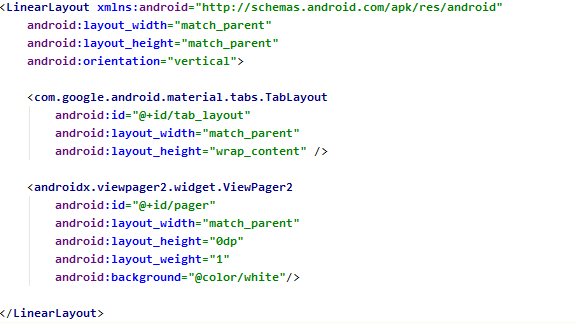 <LinearLayout xmlns:android="http://schemas.android.com/apk/res/android"
    android:layout_width="match_parent"
    android:layout_height="match_parent"
    android:orientation="vertical">

    <com.google.android.material.tabs.TabLayout
        android:id="@+id/tab_layout"
        android:layout_width="match_parent"
        android:layout_height="wrap_content" />

    <androidx.viewpager2.widget.ViewPager2
        android:id="@+id/pager"
        android:layout_width="match_parent"
        android:layout_height="0dp"
        android:layout_weight="1"
        android:background="@color/white"/>

</LinearLayout>